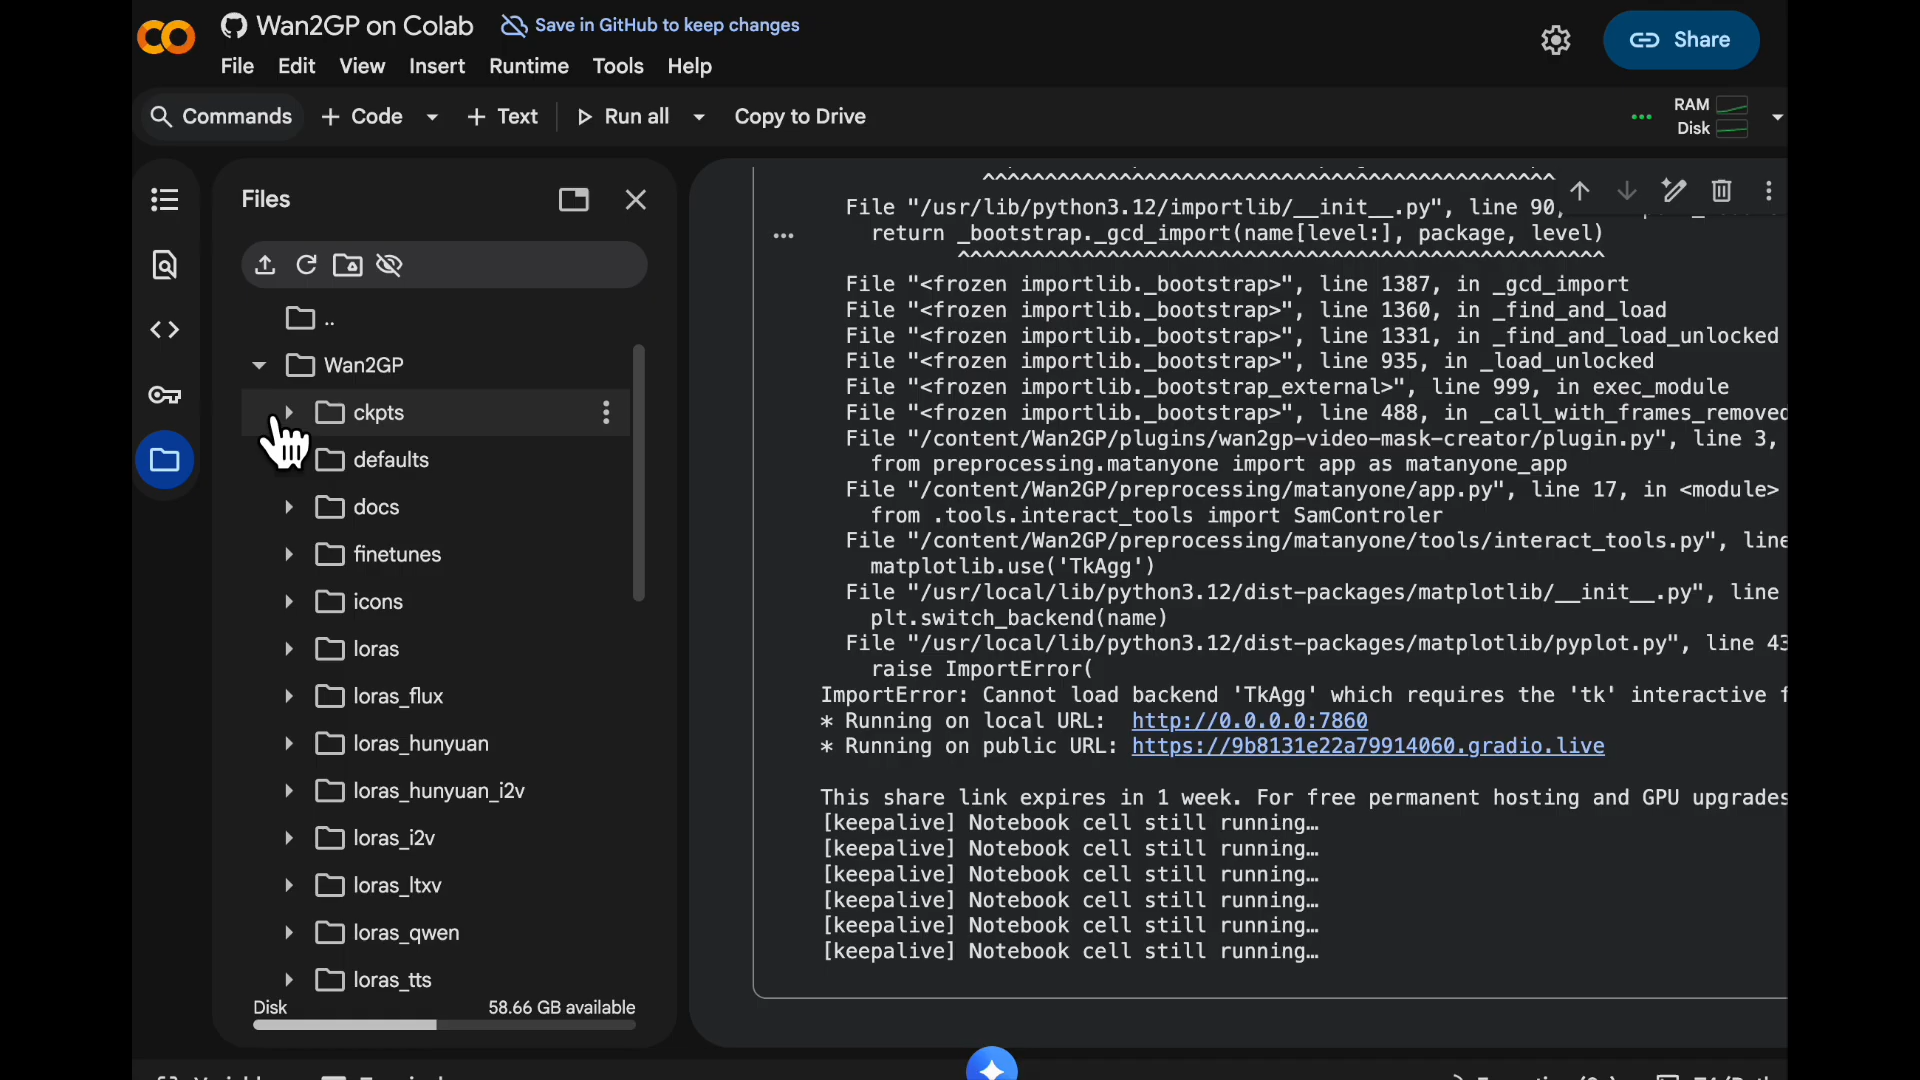 Wan2GP on Colab
Save in GitHub to keep changes
Share
File Edit View Insert Runtime Tools Help
Commands + Code + Text Run all Copy to Drive
RAM
Disk
Files
..
Wan2GP
ckpts
defaults
docs
finetunes
icons
loras
loras_flux
loras_hunyuan
loras_hunyuan_i2v
loras_i2v
loras_ltxv
loras_qwen
loras_tts
Disk 58.66 GB available
^^^^^^^^^^^^^^^^^^^^^^^^^^^^^^^^^^^^^^^^^^^^^^
File "/usr/lib/python3.12/importlib/__init__.py", line 90,
return _bootstrap._gcd_import(name[level:], package, level)
^^^^^^^^^^^^^^^^^^^^^^^^^^^^^^^^^^^^^^^^^^^^^^^^^^^^
File "<frozen importlib._bootstrap>", line 1387, in _gcd_import
File "<frozen importlib._bootstrap>", line 1360, in _find_and_load
File "<frozen importlib._bootstrap>", line 1331, in _find_and_load_unlocked
File "<frozen importlib._bootstrap>", line 935, in _load_unlocked
File "<frozen importlib._bootstrap_external>", line 999, in exec_module
File "<frozen importlib._bootstrap>", line 488, in _call_with_frames_removed
File "/content/Wan2GP/plugins/wan2gp-video-mask-creator/plugin.py", line 3,
from preprocessing.matanyone import app as matanyone_app
File "/content/Wan2GP/preprocessing/matanyone/app.py", line 17, in <module>
from .tools.interact_tools import SamControler
File "/content/Wan2GP/preprocessing/matanyone/tools/interact_tools.py", line
matplotlib.use('TkAgg')
File "/usr/local/lib/python3.12/dist-packages/matplotlib/__init__.py", line
plt.switch_backend(name)
File "/usr/local/lib/python3.12/dist-packages/matplotlib/pyplot.py", line 43
raise ImportError(
ImportError: Cannot load backend 'TkAgg' which requires the 'tk' interactive f
* Running on local URL: http://0.0.0.0:7860
* Running on public URL: https://9b8131e22a79914060.gradio.live
This share link expires in 1 week. For free permanent hosting and GPU upgrades
[keepalive] Notebook cell still running…
[keepalive] Notebook cell still running…
[keepalive] Notebook cell still running…
[keepalive] Notebook cell still running…
[keepalive] Notebook cell still running…
[keepalive] Notebook cell still running…